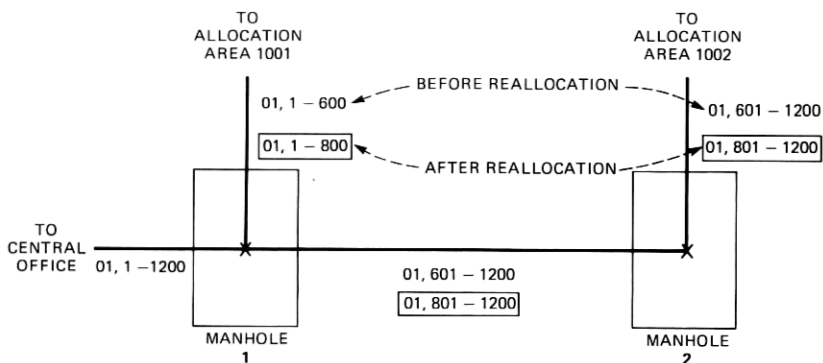 TO
ALLOCATION
AREA 1001
TO
ALLOCATION
AREA 1002
BEFORE REALLOCATION
01, 1 – 600
01, 601 – 1200
01, 1 – 800
01, 801 – 1200
AFTER REALLOCATION
TO
CENTRAL
OFFICE
01, 1 –1200
01, 601 – 1200
01, 801 – 1200
MANHOLE
1
MANHOLE
2